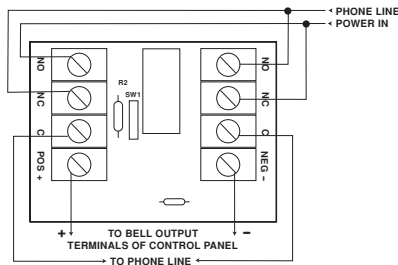 PHONE LINE
POWER IN
NO
NC
C
POS +
R2
SW1
NO
NC
C
NEG -
+ TO BELL OUTPUT -
TERMINALS OF CONTROL PANEL
TO PHONE LINE